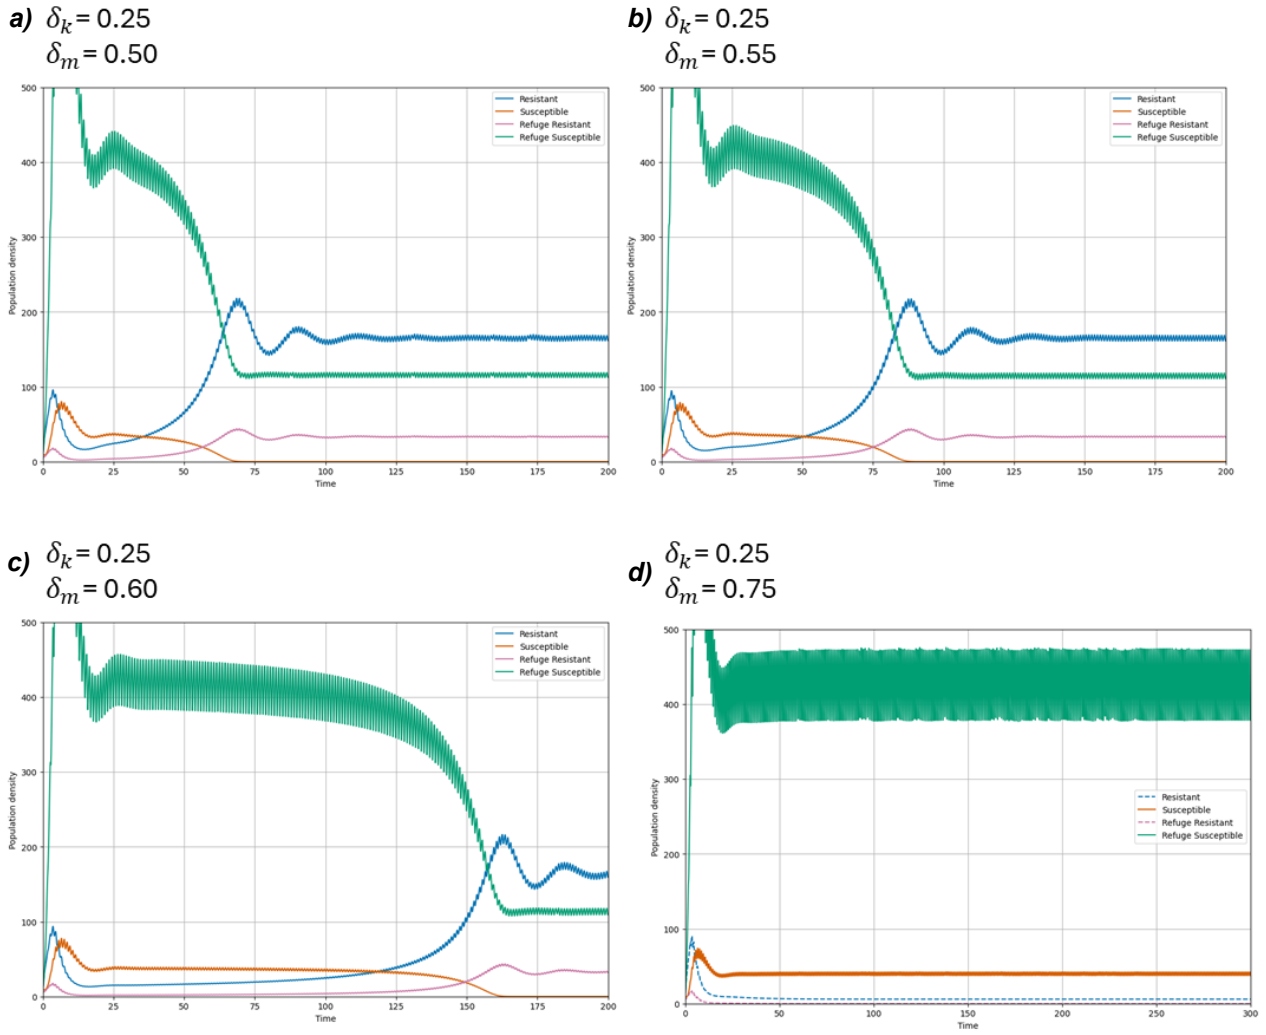 a) δk = 0.25
δm = 0.50
500
400
300
200
100
0
Population density
0 25 50 75 100 125 150 175 200
Time
Resistant
Susceptible
Refuge Resistant
Refuge Susceptible
b) δk = 0.25
δm = 0.55
500
400
300
200
100
0
Population density
0 25 50 75 100 125 150 175 200
Time
Resistant
Susceptible
Refuge Resistant
Refuge Susceptible
c) δk = 0.25
δm = 0.60
500
400
300
200
100
0
Population density
0 25 50 75 100 125 150 175 200
Time
Resistant
Susceptible
Refuge Resistant
Refuge Susceptible
d) δk = 0.25
δm = 0.75
500
400
300
200
100
0
Population density
0 50 100 150 200 250 300
Time
Resistant
Susceptible
Refuge Resistant
Refuge Susceptible